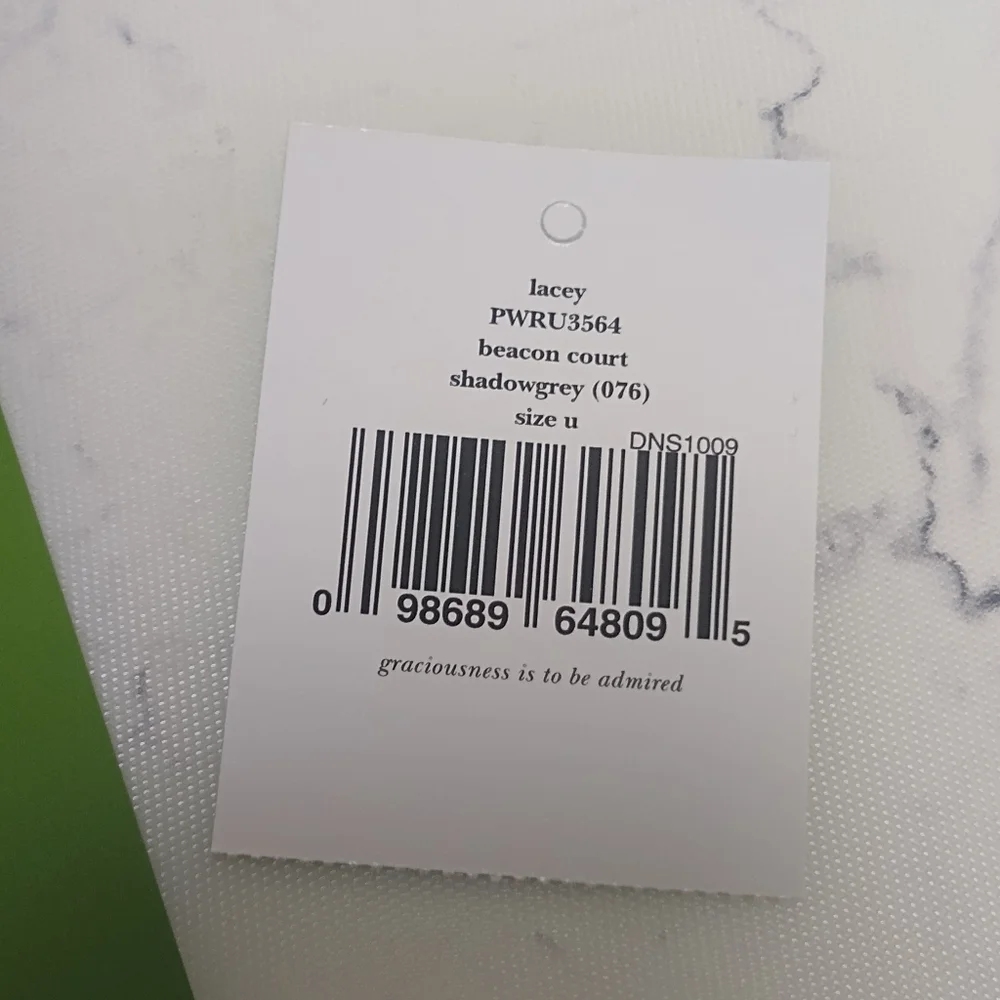 lacey
PWRU3564
beacon court
shadowgrey (076)
size u
DNS1009
0 98689 64809 5
graciousness is to be admired